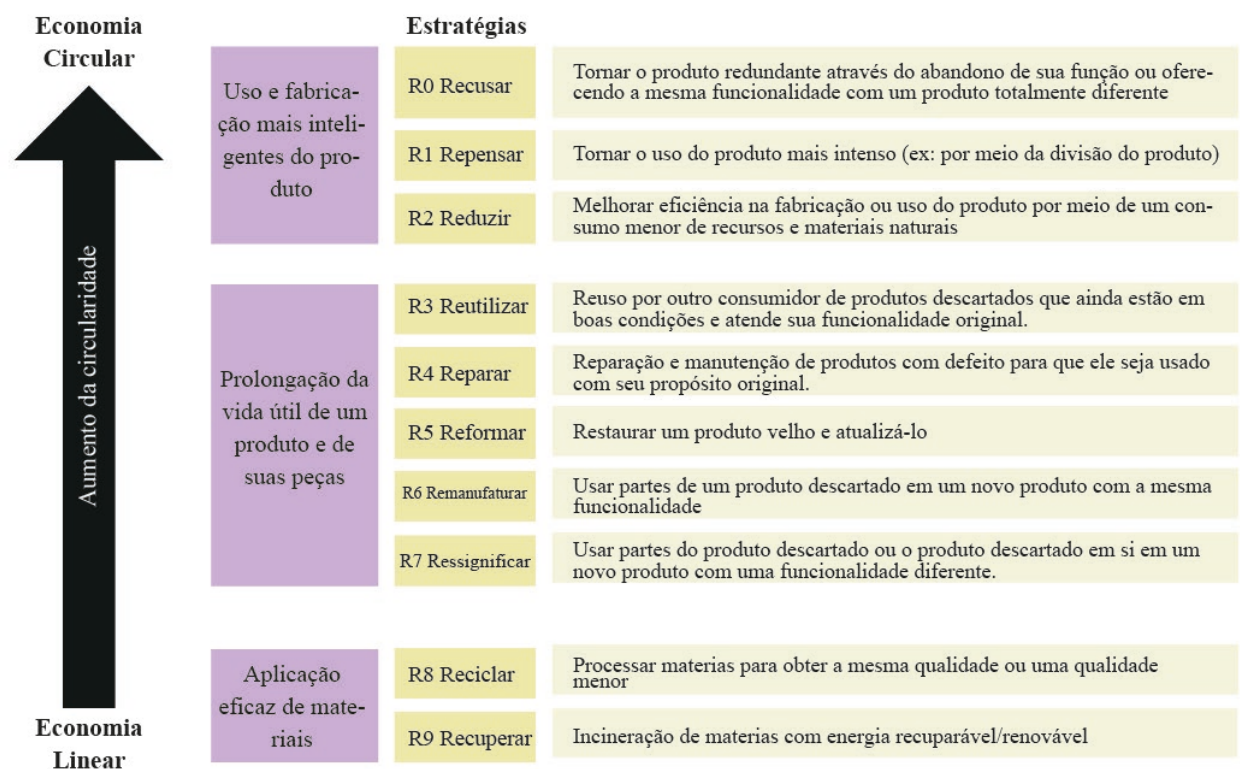 Economia
Circular
Estratégias
Aumento da circularidade
Uso e fabrica-
ção mais inteli-
gentes do pro-
duto
R0 Recusar
Tornar o produto redundante através do abandono de sua função ou ofere-
cendo a mesma funcionalidade com um produto totalmente diferente
R1 Repensar
Tornar o uso do produto mais intenso (ex: por meio da divisão do produto)
R2 Reduzir
Melhorar eficiência na fabricação ou uso do produto por meio de um con-
sumo menor de recursos e materiais naturais
Prolongação da
vida útil de um
produto e de
suas peças
R3 Reutilizar
Reuso por outro consumidor de produtos descartados que ainda estão em
boas condições e atende sua funcionalidade original.
R4 Reparar
Reparação e manutenção de produtos com defeito para que ele seja usado
com seu propósito original.
R5 Reformar
Restaurar um produto velho e atualizá-lo
R6 Remanufaturar
Usar partes de um produto descartado em um novo produto com a mesma
funcionalidade
R7 Ressignificar
Usar partes do produto descartado ou o produto descartado em si em um
novo produto com uma funcionalidade diferente.
Aplicação
eficaz de mate-
riais
R8 Reciclar
Processar materias para obter a mesma qualidade ou uma qualidade
menor
R9 Recuperar
Incineração de materias com energia recuparável/renovável
Economia
Linear